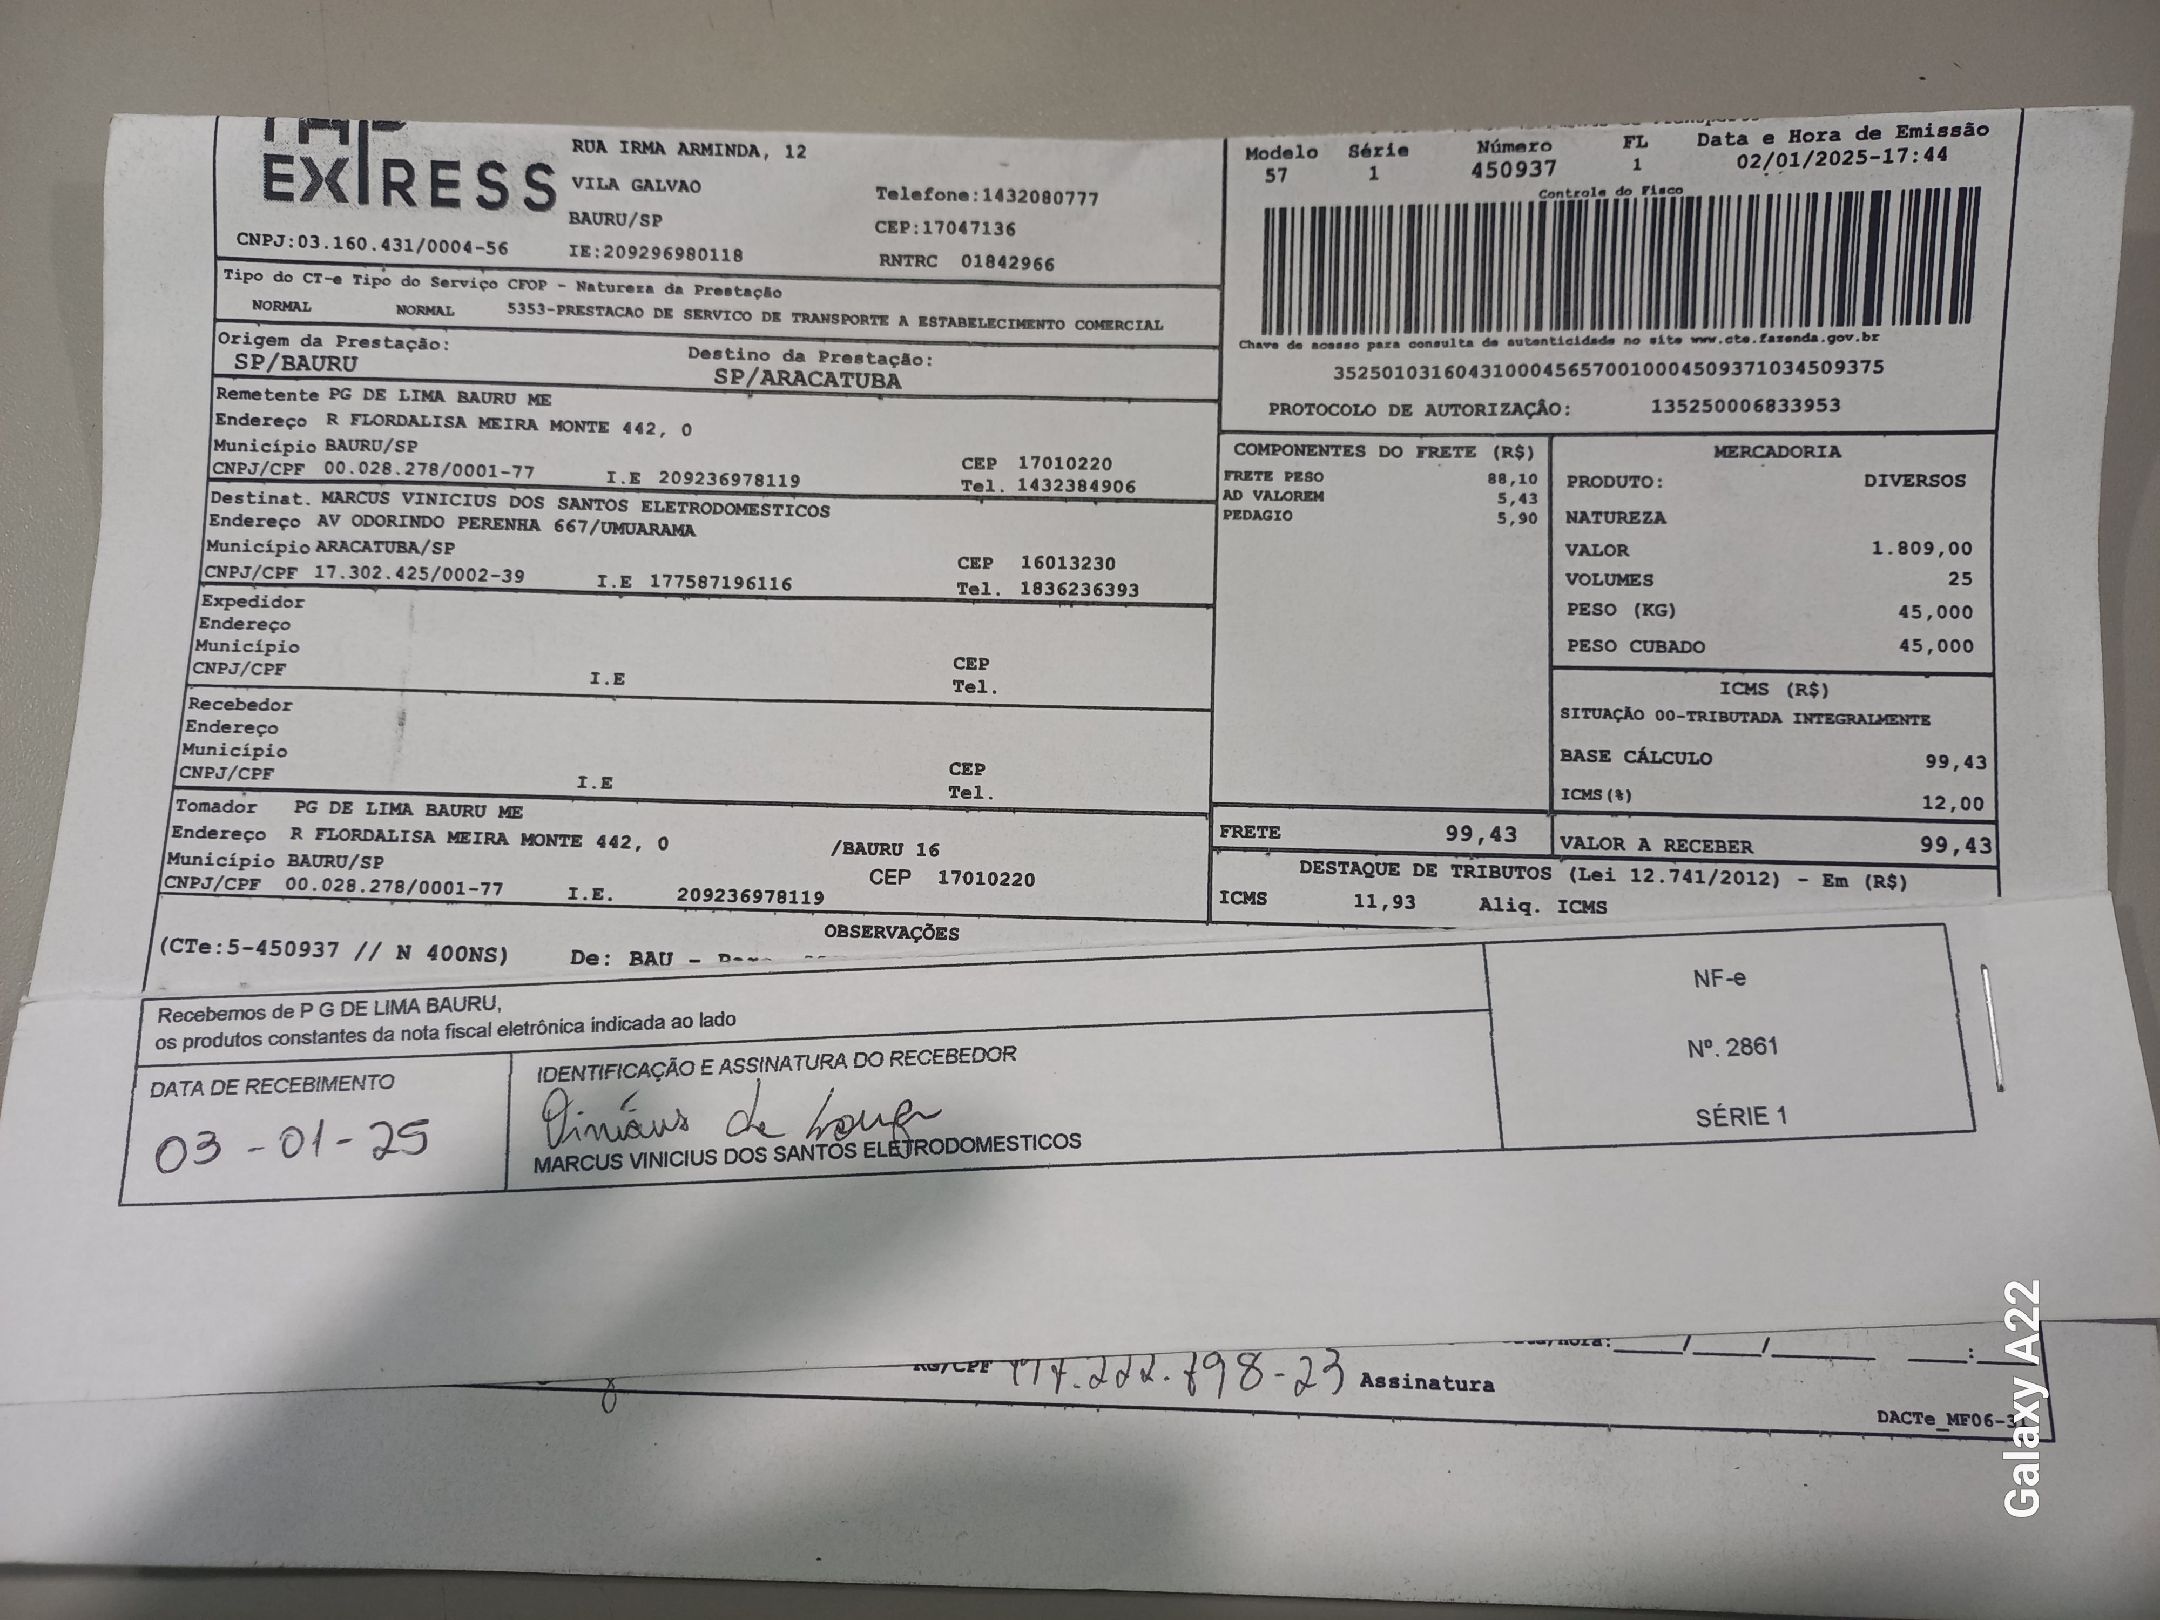 EXPRESS
RUA IRMA ARMINDA, 12
VILA GALVAO
BAURU/SP
Telefone:1432080777
CEP:17047136
CNPJ:03.160.431/0004-56
IE:209296980118
RNTRC 01842966
Modelo Série Número FL Data e Hora de Emissão
57 1 450937 1 02/01/2025-17:44
Controle do Fisco
Chave de acesso para consulta de autenticidade no site www.cte.fazenda.gov.br
35250103160431000456570010004509371034509375
PROTOCOLO DE AUTORIZAÇÂO: 135250006833953
Tipo do CT-e Tipo do Serviço CFOP - Natureza da Prestação
NORMAL NORMAL 5353-PRESTACAO DE SERVICO DE TRANSPORTE A ESTABELECIMENTO COMERCIAL
Origem da Prestação: Destino da Prestação:
SP/BAURU SP/ARACATUBA
Remetente PG DE LIMA BAURU ME
Endereço R FLORDALISA MEIRA MONTE 442, 0
Município BAURU/SP CEP 17010220
CNPJ/CPF 00.028.278/0001-77 I.E 209236978119 Tel. 1432384906
Destinat. MARCUS VINICIUS DOS SANTOS ELETRODOMESTICOS
Endereço AV ODORINDO PERENHA 667/UMUARAMA
Município ARACATUBA/SP CEP 16013230
CNPJ/CPF 17.302.425/0002-39 I.E 177587196116 Tel. 1836236393
Expedidor
Endereço
Município CEP
CNPJ/CPF I.E Tel.
Recebedor
Endereço
Município CEP
CNPJ/CPF I.E Tel.
Tomador PG DE LIMA BAURU ME
Endereço R FLORDALISA MEIRA MONTE 442, 0 /BAURU 16
Município BAURU/SP CEP 17010220
CNPJ/CPF 00.028.278/0001-77 I.E. 209236978119
COMPONENTES DO FRETE (R$)
FRETE PESO 88,10
AD VALOREM 5,43
PEDAGIO 5,90
MERCADORIA
PRODUTO: DIVERSOS
NATUREZA
VALOR 1.809,00
VOLUMES 25
PESO (KG) 45,000
PESO CUBADO 45,000
ICMS (R$)
SITUAÇÃO 00-TRIBUTADA INTEGRALMENTE
BASE CÁLCULO 99,43
ICMS(%) 12,00
FRETE 99,43
VALOR A RECEBER 99,43
DESTAQUE DE TRIBUTOS (Lei 12.741/2012) - Em (R$)
ICMS 11,93 Aliq. ICMS
OBSERVAÇÕES
(CTe:5-450937 // N 400NS) De: BAU -
Recebemos de P G DE LIMA BAURU,
os produtos constantes da nota fiscal eletrônica indicada ao lado
DATA DE RECEBIMENTO
03-01-25
IDENTIFICAÇÃO E ASSINATURA DO RECEBEDOR
MARCUS VINICIUS DOS SANTOS ELETRODOMESTICOS
NF-e
Nº. 2861
SÉRIE 1
RG/CPF Assinatura
DACTe_MF06-
Galaxy A22